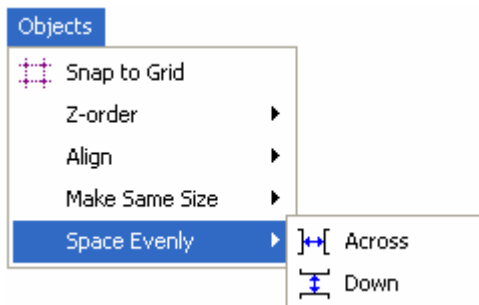 Objects
Snap to Grid
Z-order
Align
Make Same Size
Space Evenly
Across
Down